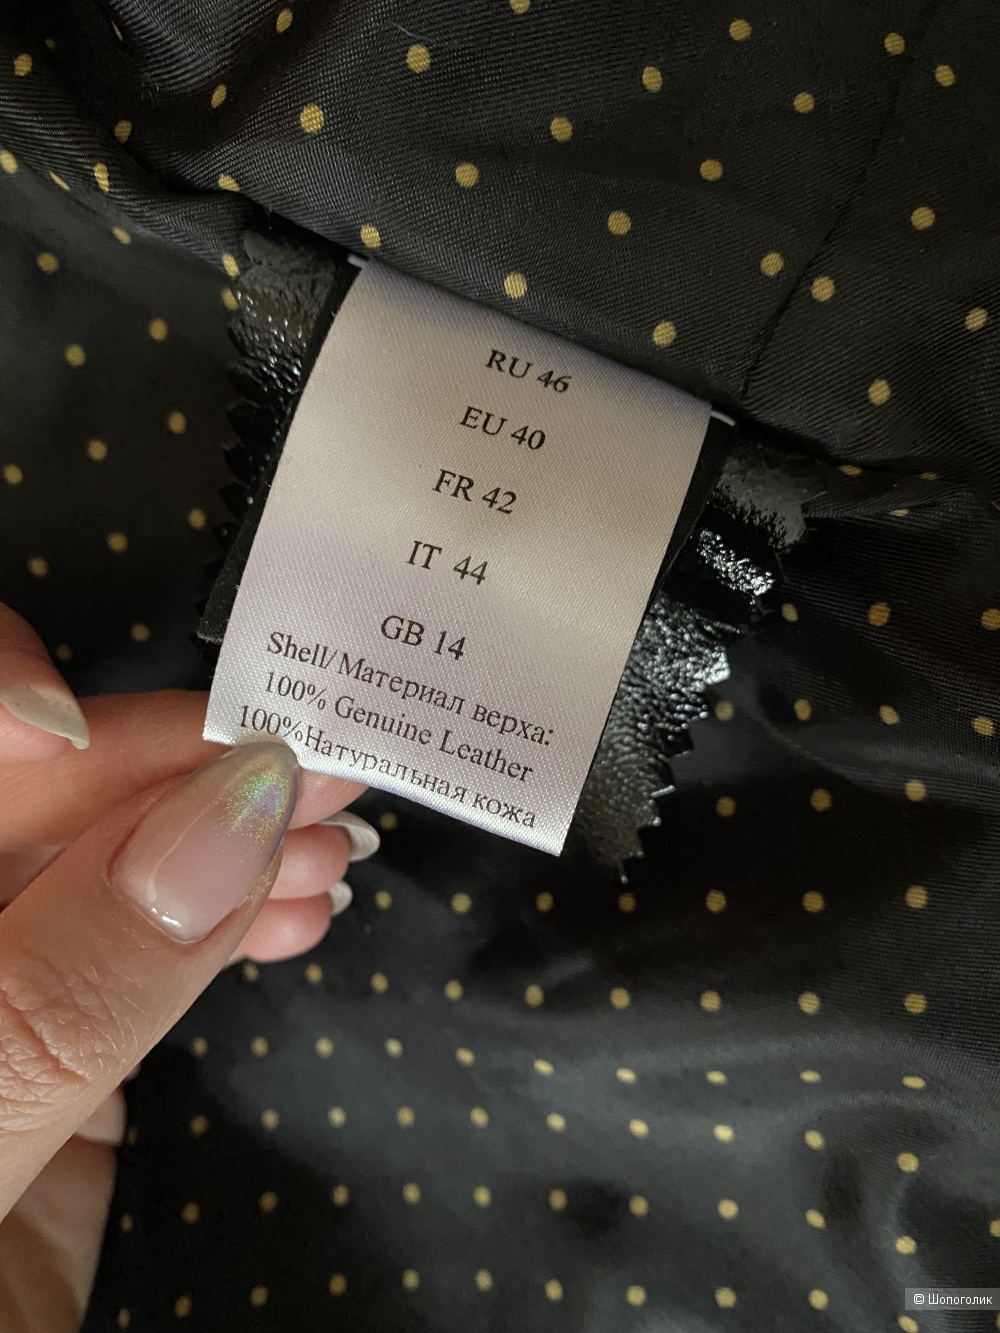 RU 46
EU 40
FR 42
IT 44
GB 14
Shell/Материал верха:
100% Genuine Leather
100%Натуральная кожа
© Шопоголик